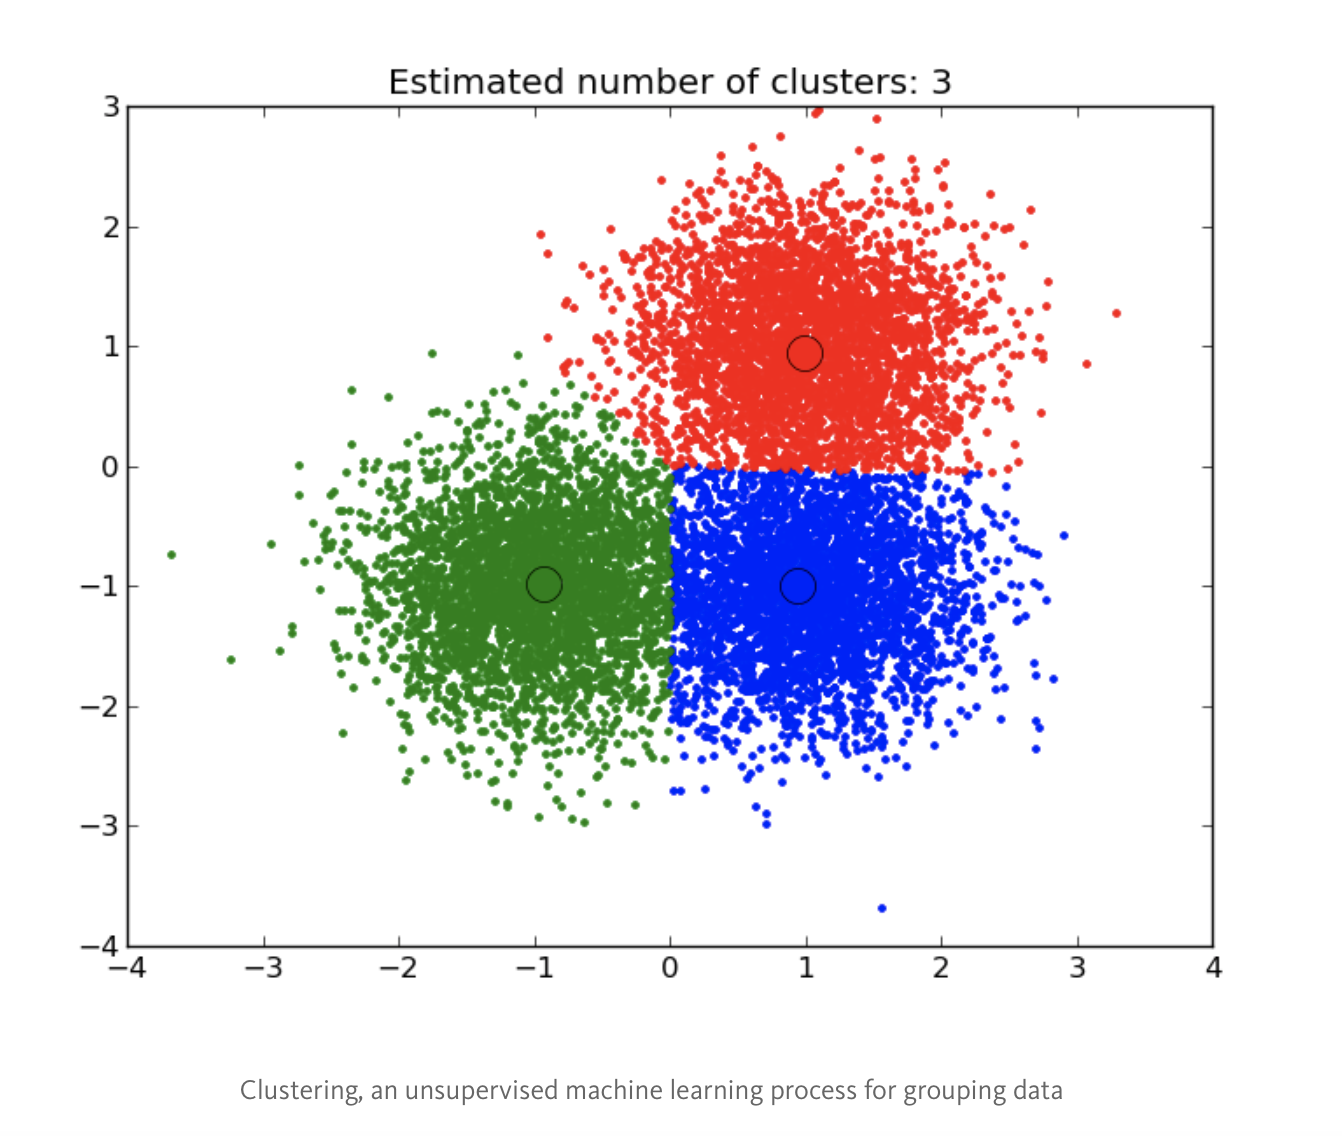 Estimated number of clusters: 3
3
2
1
0
−1
−2
−3
−4
−4 −3 −2 −1 0 1 2 3 4
Clustering, an unsupervised machine learning process for grouping data